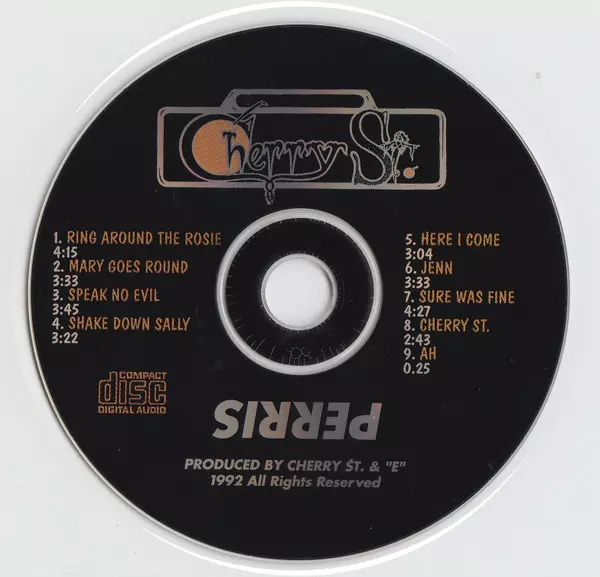 Cherry St.
1. RING AROUND THE ROSIE
4:15
2. MARY GOES ROUND
3:33
3. SPEAK NO EVIL
3:45
4. SHAKE DOWN SALLY
3:22
5. HERE I COME
3:04
6. JENN
3:33
7. SURE WAS FINE
4:27
8. CHERRY ST.
2:43
9. AH
0.25
COMPACT
disc
DIGITAL AUDIO
PERRIS
PRODUCED BY CHERRY ST. & "E"
1992 All Rights Reserved